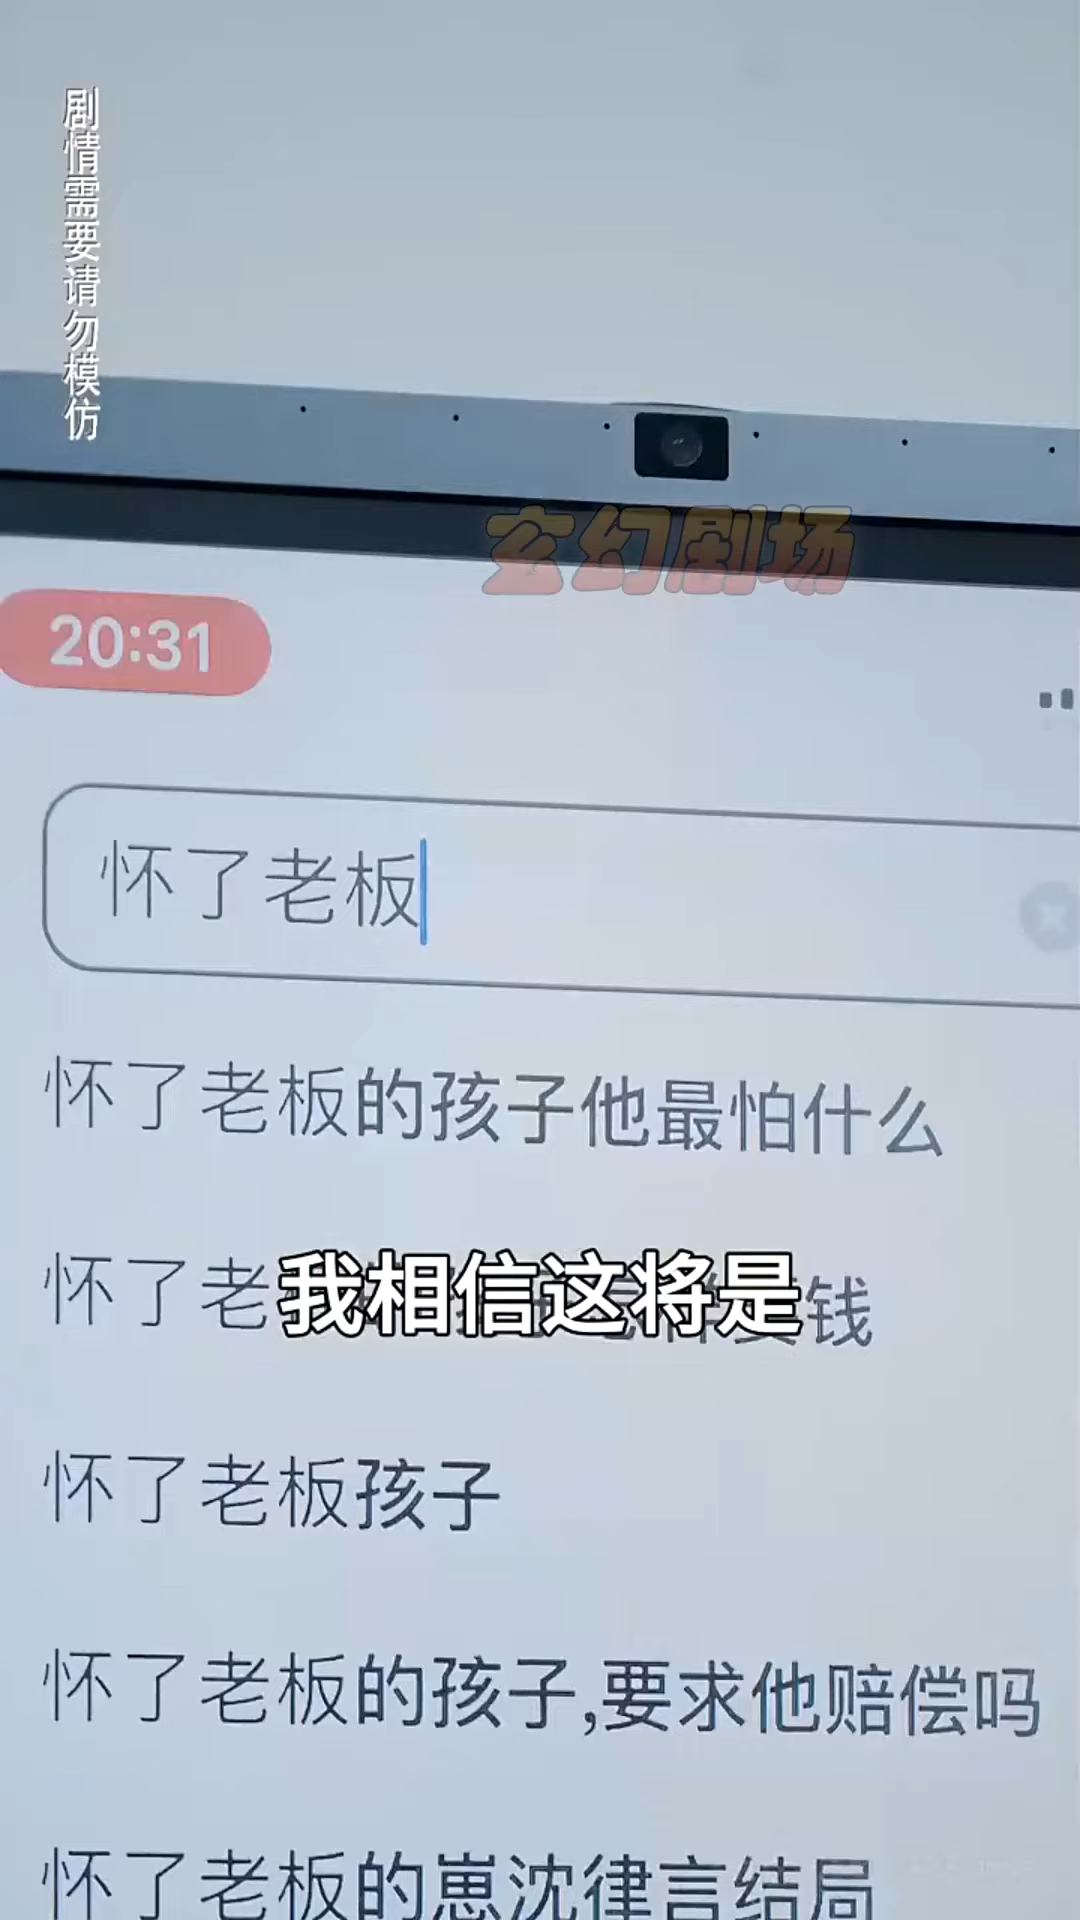 剧情需要请勿模仿
玄幻剧场
20:31
怀了老板
怀了老板的孩子他最怕什么
怀了老 钱
我相信这将是
怀了老板孩子
怀了老板的孩子,要求他赔偿吗
怀了老板的崽沈律言结局